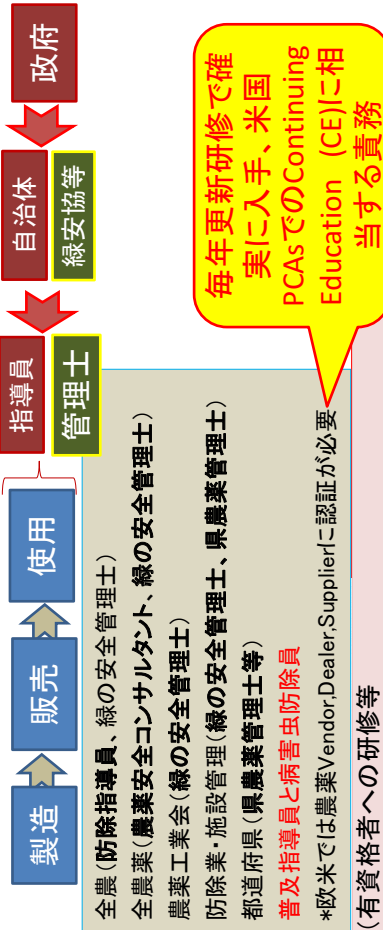 製造
販売
使用
指導員
管理士
自治体
緑安協等
政府
全農(防除指導員、緑の安全管理士)
全農薬(農薬安全コンサルタント、緑の安全管理士)
農薬工業会(緑の安全管理士)
防除業・施設管理(緑の安全管理士、県農薬管理士)
都道府県(県農薬管理士等)
普及指導員と病害虫防除員
*欧米では農薬Vendor,Dealer,Supplierに認証が必要
(有資格者への研修等
毎年更新研修で確
実に入手、米国
PCAsでのContinuing
Education (CE)に相
当する責務